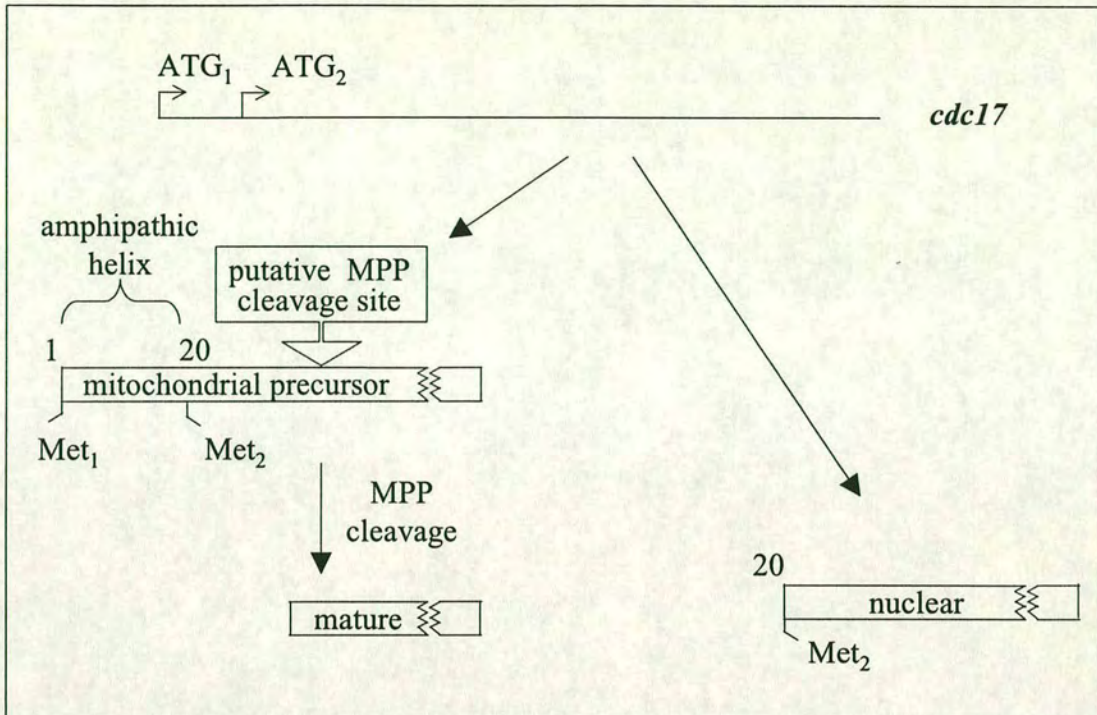 ATG₁ ATG₂
cdc17
amphipathic
helix
putative MPP
cleavage site
1 20
mitochondrial precursor
Met₁ Met₂
MPP
cleavage
mature
20
nuclear
Met₂